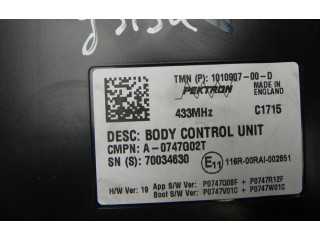 TMN (P): 1010907-00-D
PEKTRON
MADE IN
ENGLAND
433MHz
C1715
DESC: BODY CONTROL UNIT
CMPN: A-0747G02T
SN (S): 70034630
E11
116R-00RAI-002851
H/W Ver: 19
App S/W Ver: P0747Q08F + P0747R12F
Boot S/W Ver: P0747V01C + P0747W01C